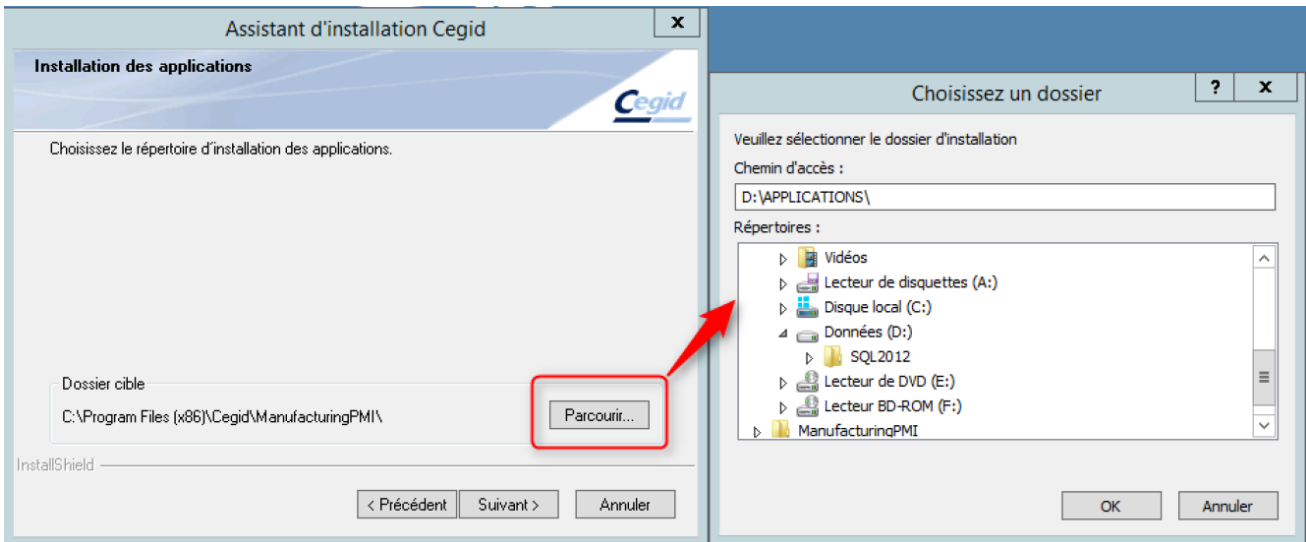 Assistant d'installation Cegid
x
Installation des applications
Cegid
Choisissez le répertoire d'installation des applications.
Dossier cible
C:\Program Files (x86)\Cegid\ManufacturingPMI\
Parcourir...
InstallShield
< Précédent
Suivant >
Annuler
Choisissez un dossier
?
x
Veuillez sélectionner le dossier d'installation
Chemin d'accès :
D:\APPLICATIONS\
Répertoires :
Vidéos
Lecteur de disquettes (A:)
Disque local (C:)
Données (D:)
SQL2012
Lecteur de DVD (E:)
Lecteur BD-ROM (F:)
ManufacturingPMI
OK
Annuler